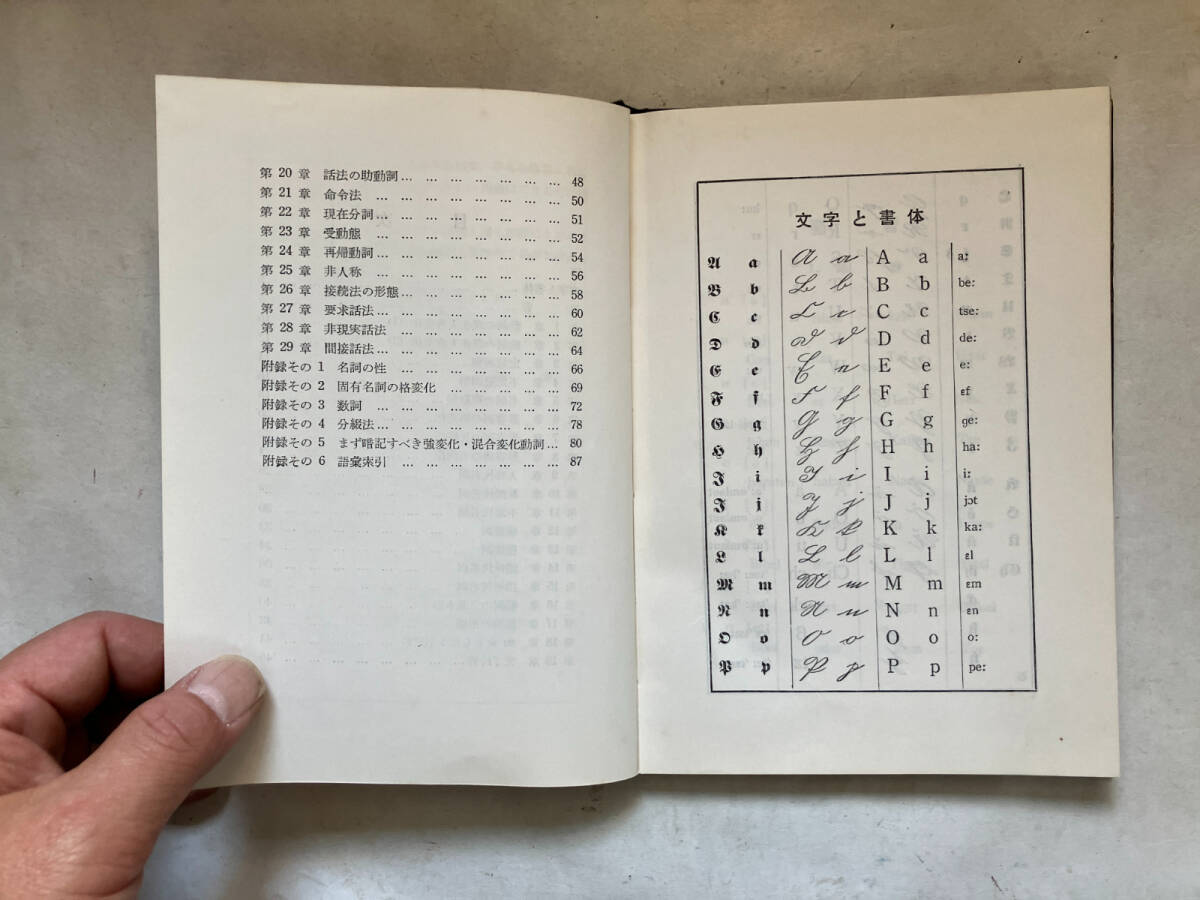 第 20 章 話法の助動詞… … … … … … … 48
第 21 章 命令法 … … … … … … … … 50
第 22 章 現在分詞… … … … … … … … 51
第 23 章 受動態 … … … … … … … … 52
第 24 章 再帰動詞… … … … … … … … 54
第 25 章 非人称 … … … … … … … … 56
第 26 章 接続法の形態… … … … … … … 58
第 27 章 要求話法… … … … … … … … 60
第 28 章 非現実話法 … … … … … … … 62
第 29 章 間接話法… … … … … … … … 64
附録その 1 名詞の性 … … … … … … … 66
附録その 2 固有名詞の格変化 … … … … … 69
附録その 3 数詞 … … … … … … … … 72
附録その 4 分綴法… … … … … … … … 78
附録その 5 まず暗記すべき強変化・混合変化動詞… 80
附録その 6 語彙索引 … … … … … … … 87
文字と書体
𝕬 𝖆 A a A a a:
𝕭 𝖇 B b B b be:
𝕮 𝖈 C c C c tse:
𝕯 𝖉 D d D d de:
𝕰 𝖊 E e E e e:
𝕱 𝖋 F f F f ɛf
𝕲 𝖌 G g G g ge:
𝕳 𝖍 H h H h ha:
𝕴 𝖎 I i I i i:
𝕵 𝖏 J j J j jɔt
𝕶 𝖐 K k K k ka:
𝕷 𝖑 L l L l ɛl
𝕸 𝖒 M m M m ɛm
𝕹 𝖓 N n N n ɛn
𝕺 𝖔 O o O o o:
𝕻 𝖕 P p P p pe: